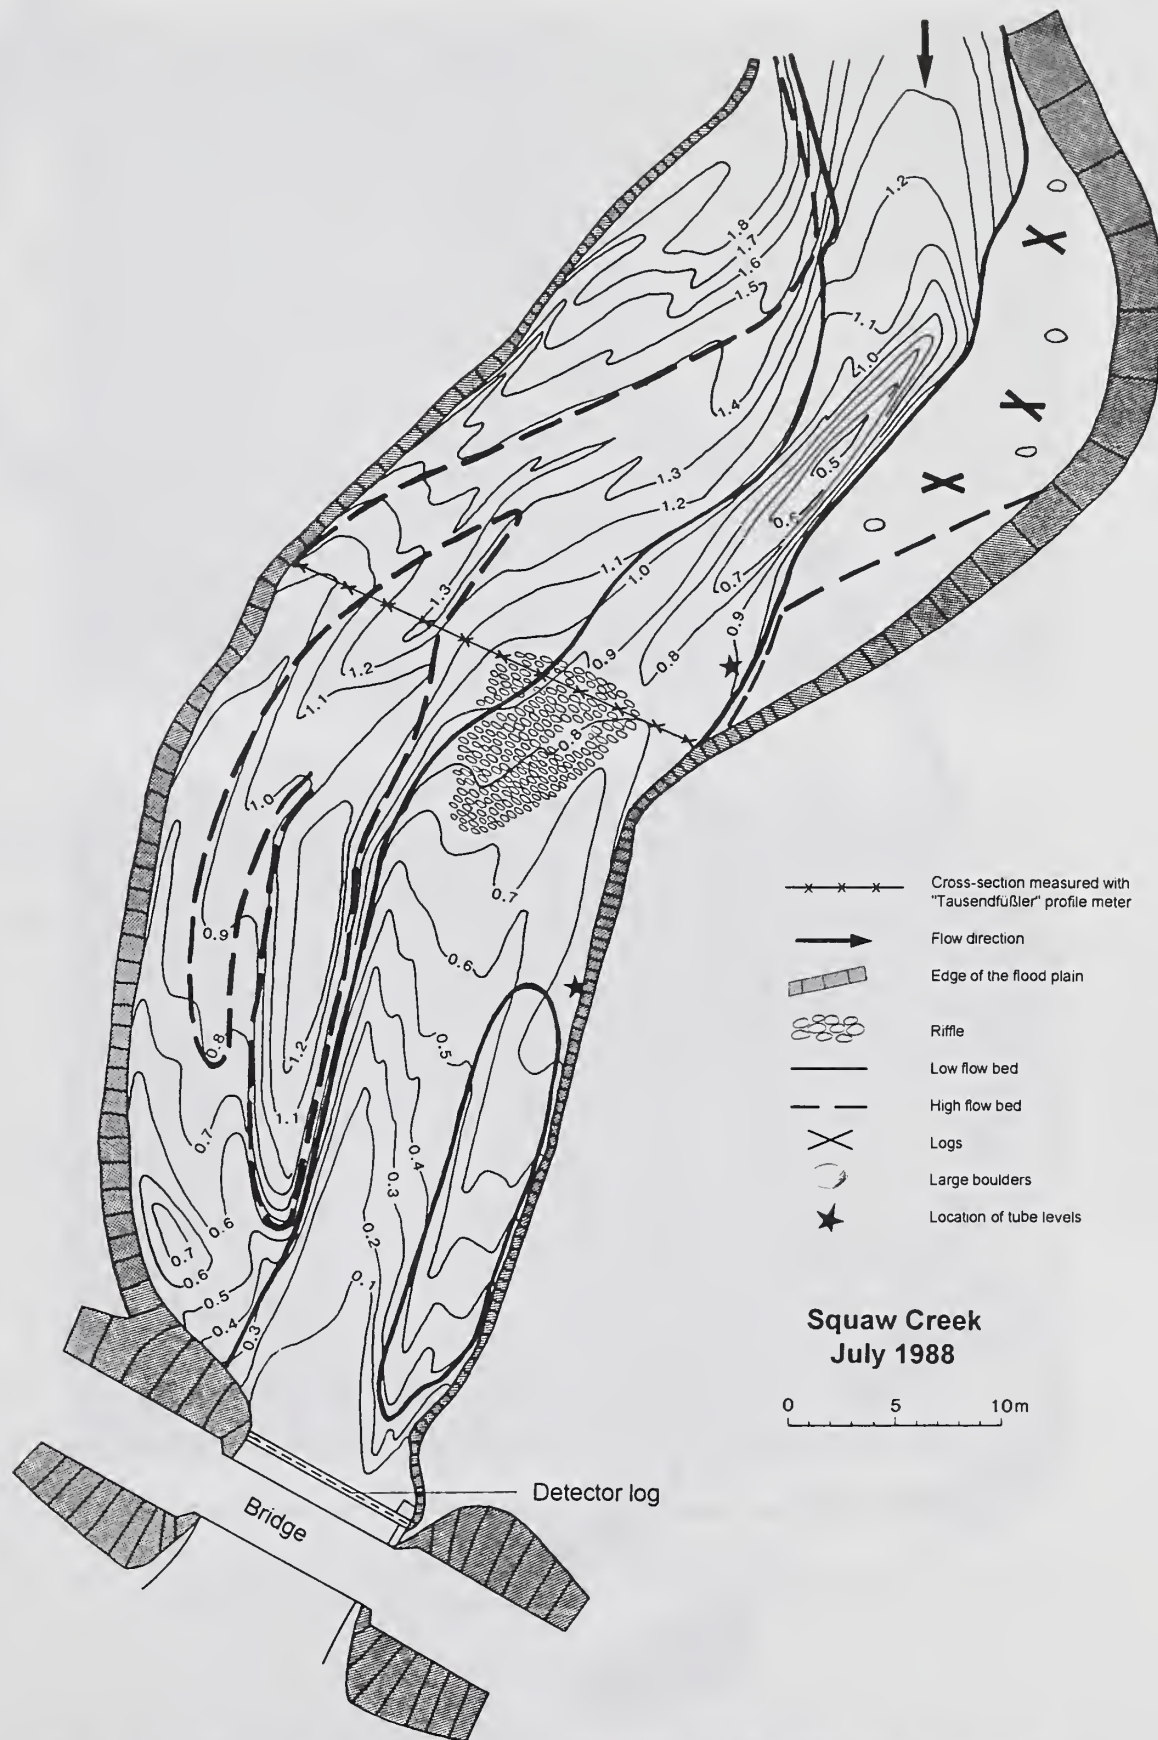 1.2
1.8
1.7
1.6
1.5
1.1
1.0
1.4
0.5
1.3
1.2
0.6
1.1
1.0
0.7
1.3
0.9
0.9
0.8
1.2
1.1
0.8
1.0
0.7
0.9
0.6
0.8
1.2
0.5
1.1
0.7
0.4
0.3
0.6
0.2
0.7
0.6
0.1
0.5
0.4
0.3
Cross-section measured with
"Tausendfüßler" profile meter
Flow direction
Edge of the flood plain
Riffle
Low flow bed
High flow bed
Logs
Large boulders
Location of tube levels
Squaw Creek
July 1988
0 5 10m
Detector log
Bridge